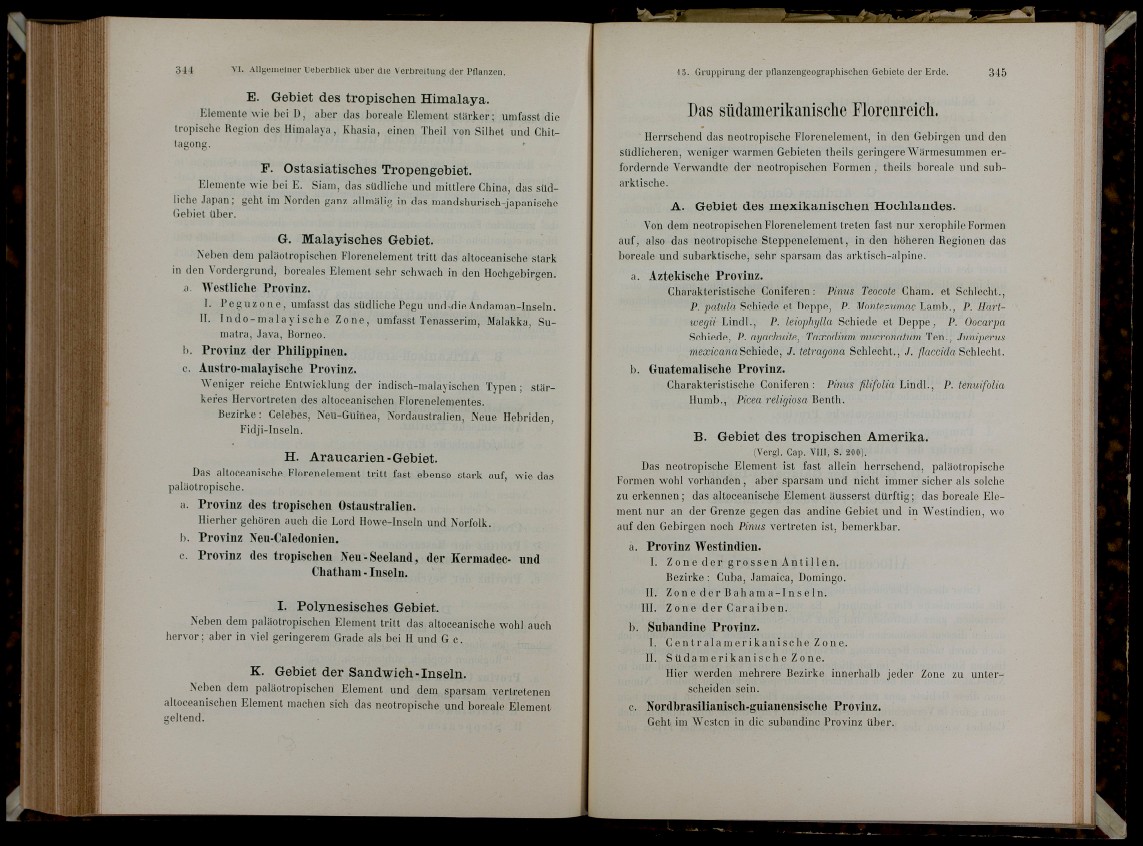 344 VI. Allgemeiner Ueberblick über die Verbreitung der Pflanzen.
E. Gebiet des tropischen Himalaya.
Elemente wie bei D, aber das boreale Element stärker; umfasst die
tropische Region des Himalaya, Khasia, einen Theil von Silhet und Chit-
tagong.
F. Ostasiatisches Tropengebiet.
Elemente wie bei E. Siam, das südliche und mittlere China, das süd-
liche Japan; geht im Norden ganz allmälig in das mandshurisch-japanische
Gebiet über.
G. Malayisches Gebiet.
Neben dem paläotropischen Florenelement tritt das altoceanische stark
in den Vordergrund, boreales Element sehr schwach in den Hochgebirgen.
a. Westliche Provinz.
I. Peguzone, umfasst das südliche Pegu und die Andaman-Inseln.
II. Indo-malayische Zone, umfasst Tenasserim, Malakka, Su-
matra, Java, Borneo.
b. Provinz der Philippinen.
c. Austro-malayische Provinz.
Weniger reiche Entwicklung der indisch-malayischen Typen; stär-
keres Hervortreten des altoceanischen Florenelementes.
Bezirke: Celebes, Neu-Guinea, Nordaustralien, Neue Hebriden,
Fidji-Inseln.
H. Araucarien-Gebiet.
Das altoceanische Florenelement tritt fast ebenso stark auf, wie das
paläotropische.
a. Provinz des tropischen Ostaustralien.
Hierher gehören auch die Lord Howe-Inseln und Norfolk.
b. Provinz Neu-Caledonien.
c. Provinz des tropischen Neu-Seeland, der Kermadec- und
Chatham-Inseln.
I. Polynesisches Gebiet.
Neben dem paläotropischen Element tritt das altoceanische wohl auch
hervor; aber in viel geringerem Grade als bei H und G c.
K. Gebiet der Sandwich-Inseln.
Neben dem paläotropischen Element und dem sparsam vertretenen
altoceanischen Element machen sich das neotropische und boreale Element
geltend.
15. Gruppirung der pflanzengeographischen Gebiete der Erde. 345
Das südamerikanische Florenreich.
Herrschend das neotropische Florenelement, in den Gebirgen und den
südlicheren, weniger warmen Gebieten theils geringere Wärmesummen er-
fordernde Verwandte der neotropischen Formen, theils boreale und sub-
arktische.
A. Gebiet des mexikanischen Hochlandes.
Von dem neotropischen Florenelement treten fast nur xerophile Formen
auf, also das neotropische Steppenelement, in den höheren Regionen das
boreale und subarktische, sehr sparsam das arktisch-alpine.
a. Aztekische Provinz.
Charakteristische Coniferen: Pinus Teocote Cham. et Schlecht.,
P. patula Schiede et Deppe, P. Montezumae Lamb., P. Hart-
wegii Lindl., P. leiophylla Schiede et Deppe, P. Oocarpa
Schiede, P. ayacahuite, Taxodium mucronatum Ten., Juniperus
mexicana Schiede, J. tetragona Schlecht., J. flaccida Schlecht.
b. Guatemalische Provinz.
Charakteristische Coniferen: Pinus filifolia Lindl., P. tenuifolia
Humb., Picea religiosa Benth.
B. Gebiet des tropischen Amerika.
(Vergl. Cap. VIII, S. 200).
Das neotropische Element ist fast allein herrschend, paläotropische
Formen wohl vorhanden, aber sparsam und nicht immer sicher als solche
zu erkennen; das altoceanische Element äusserst dürftig; das boreale Ele-
ment nur an der Grenze gegen das andine Gebiet und in Westindien, wo
auf den Gebirgen noch Pinus vertreten ist, bemerkbar.
a. Provinz Westindien.
I. Zone der grossen Antillen.
Bezirke: Cuba, Jamaica, Domingo.
II. Zone der Bahama-Inseln.
III. Zone der Caraiben.
b. Subandine Provinz.
I. Centralamerikanische Zone.
II. Südamerikanische Zone.
Hier werden mehrere Bezirke innerhalb jeder Zone zu unter-
scheiden sein.
c. Nordbrasilianisch-guianensische Provinz.
Geht im Westen in die subandine Provinz über.